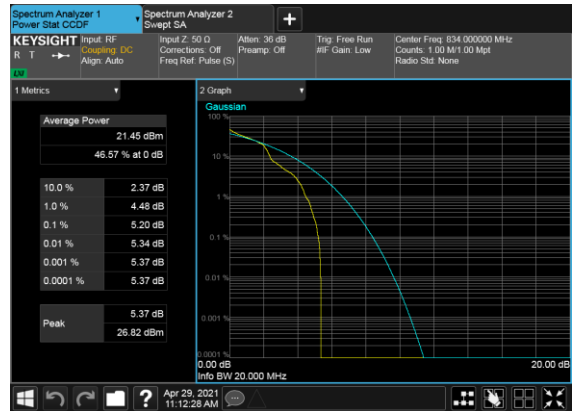 Spectrum Analyzer 1
Power Stat CCDF
Spectrum Analyzer 2
Swept SA
KEYSIGHT
R T
LXI
Input: RF
Coupling: DC
Align: Auto
Input Z: 50 Ω
Corrections: Off
Freq Ref: Pulse (S)
Atten: 36 dB
Preamp: Off
Trig: Free Run
#IF Gain: Low
Center Freq: 834.000000 MHz
Counts: 1.00 M/1.00 Mpt
Radio Std: None
1 Metrics
Average Power
21.45 dBm
46.57 % at 0 dB
10.0 % 2.37 dB
1.0 % 4.48 dB
0.1 % 5.20 dB
0.01 % 5.34 dB
0.001 % 5.37 dB
0.0001 % 5.37 dB
Peak
5.37 dB
26.82 dBm
2 Graph
Gaussian
100 %
10 %
1 %
0.1 %
0.01 %
0.001 %
0.0001 %
0.00 dB
20.00 dB
Info BW 20.000 MHz
?
Apr 29, 2021
11:12:28 AM